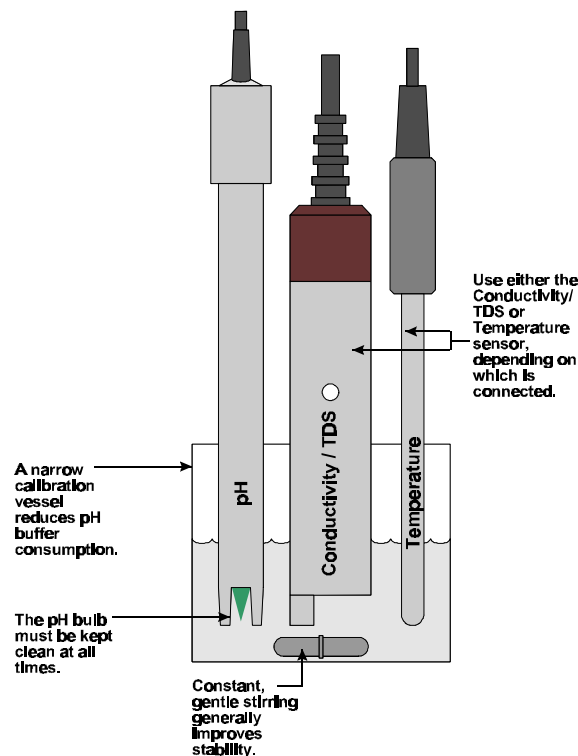 Use either the
Conductivity/
TDS or
Temperature
sensor,
depending on
which is
connected.
pH
Conductivity / TDS
Temperature
A narrow
calibration
vessel
reduces pH
buffer
consumption.
The pH bulb
must be kept
clean at all
times.
Constant,
gentle stirring
generally
improves
stability.